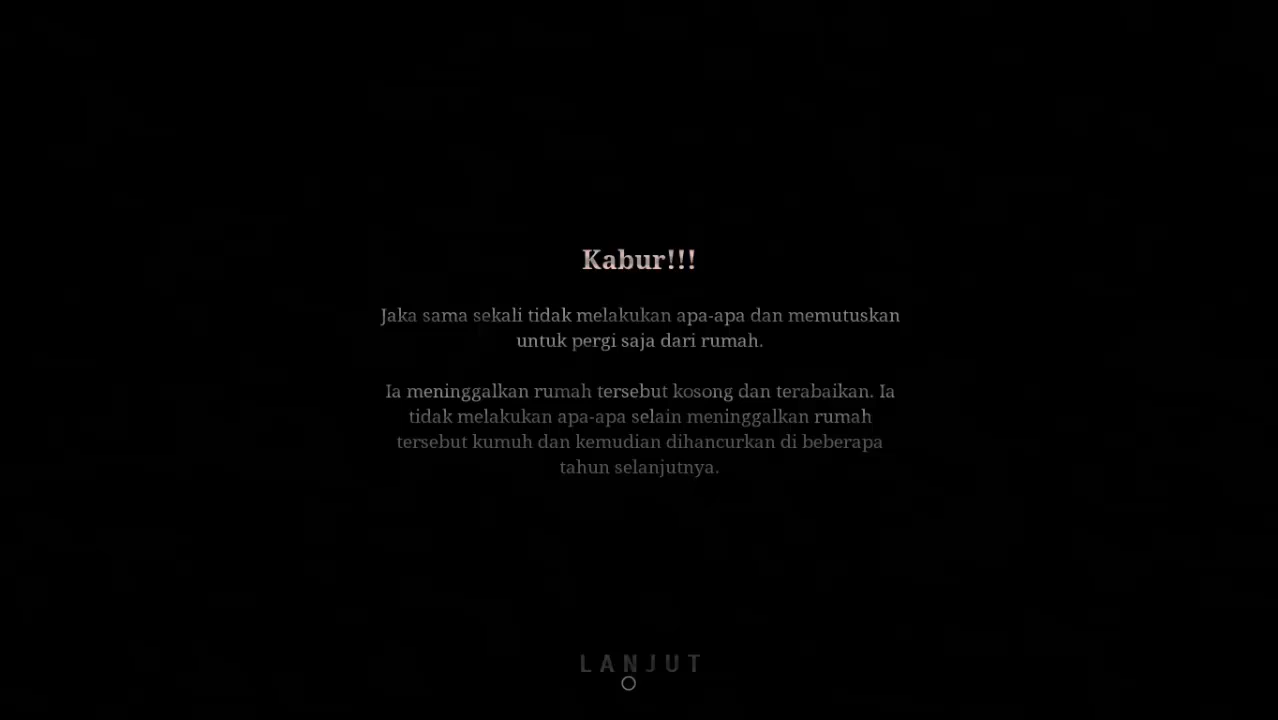 Kabur!!!
Jaka sama sekali tidak melakukan apa-apa dan memutuskan
untuk pergi saja dari rumah.
Ia meninggalkan rumah tersebut kosong dan terabaikan. Ia
tidak melakukan apa-apa selain meninggalkan rumah
tersebut kumuh dan kemudian dihancurkan di beberapa
tahun selanjutnya.
LANJUT